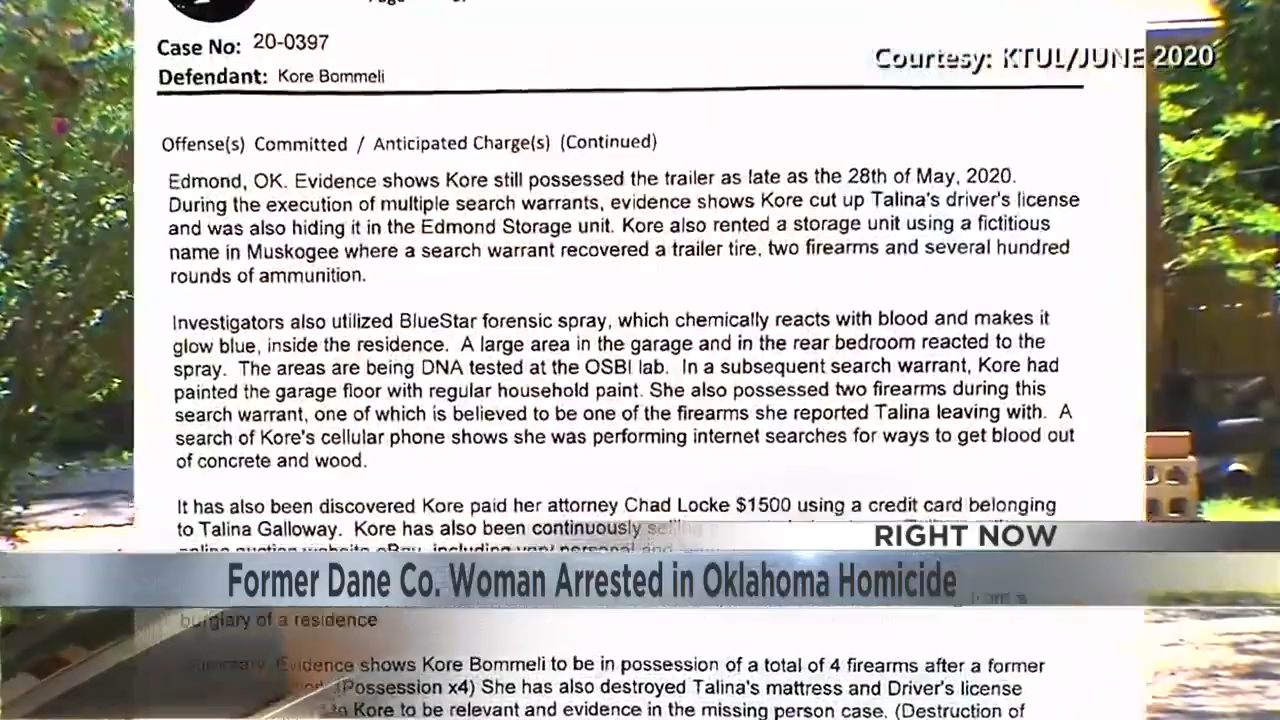 Case No: 20-0397
Courtesy: KTUL/JUNE 2020
Defendant: Kore Bommeli
Offense(s) Committed / Anticipated Charge(s) (Continued)
Edmond, OK. Evidence shows Kore still possessed the trailer as late as the 28th of May, 2020.
During the execution of multiple search warrants, evidence shows Kore cut up Talina's driver's license
and was also hiding it in the Edmond Storage unit. Kore also rented a storage unit using a fictitious
name in Muskogee where a search warrant recovered a trailer tire, two firearms and several hundred
rounds of ammunition.
Investigators also utilized BlueStar forensic spray, which chemically reacts with blood and makes it
glow blue, inside the residence. A large area in the garage and in the rear bedroom reacted to the
spray. The areas are being DNA tested at the OSBI lab. In a subsequent search warrant, Kore had
painted the garage floor with regular household paint. She also possessed two firearms during this
search warrant, one of which is believed to be one of the firearms she reported Talina leaving with. A
search of Kore's cellular phone shows she was performing internet searches for ways to get blood out
of concrete and wood.
It has also been discovered Kore paid her attorney Chad Locke $1500 using a credit card belonging
to Talina Galloway. Kore has also been continuously
RIGHT NOW
online auction website eBay, including very personal and
Former Dane Co. Woman Arrested in Oklahoma Homicide
burglary of a residence
Evidence shows Kore Bommeli to be in possession of a total of 4 firearms after a former
(Possession x4) She has also destroyed Talina's mattress and Driver's license
to Kore to be relevant and evidence in the missing person case. (Destruction of